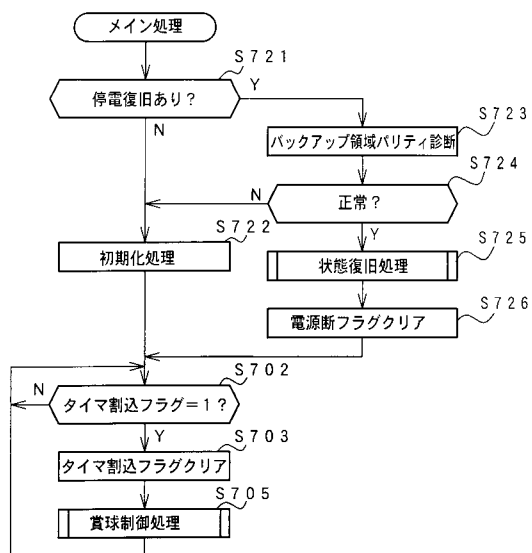 メイン処理
S721
停電復旧あり?
Y
N
S723
バックアップ領域パリティ診断
S724
正常?
N
Y
S722
初期化処理
S725
状態復旧処理
S726
電源断フラグクリア
S702
タイマ割込フラグ=1?
N
Y
S703
タイマ割込フラグクリア
S705
賞球制御処理